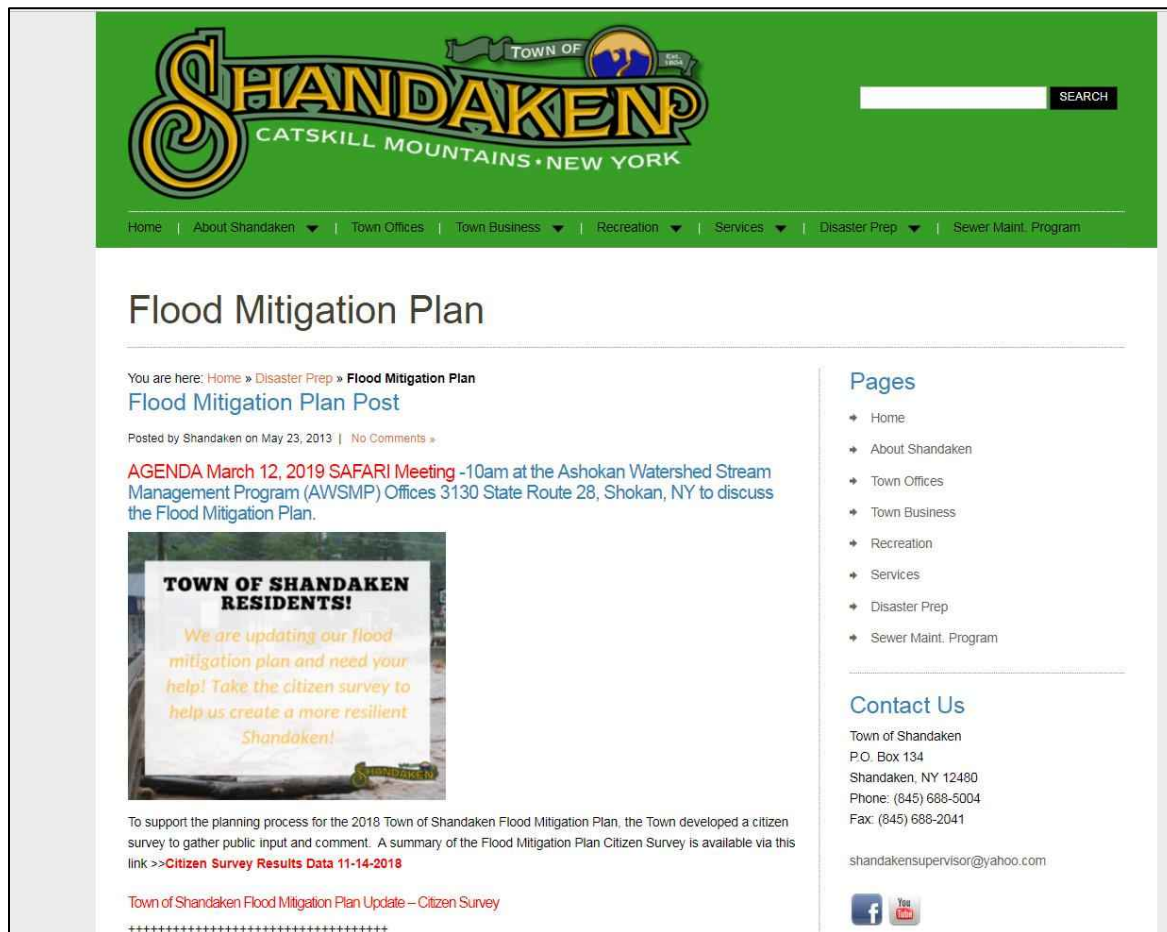 TOWN OF
Est.
1804
SHANDAKEN
CATSKILL MOUNTAINS • NEW YORK
SEARCH
Home | About Shandaken | Town Offices | Town Business | Recreation | Services | Disaster Prep | Sewer Maint. Program
Flood Mitigation Plan
You are here: Home » Disaster Prep » Flood Mitigation Plan
Flood Mitigation Plan Post
Posted by Shandaken on May 23, 2013 | No Comments »
AGENDA March 12, 2019 SAFARI Meeting -10am at the Ashokan Watershed Stream
Management Program (AWSMP) Offices 3130 State Route 28, Shokan, NY to discuss
the Flood Mitigation Plan.
TOWN OF SHANDAKEN
RESIDENTS!
We are updating our flood
mitigation plan and need your
help! Take the citizen survey to
help us create a more resilient
Shandaken!
SHANDAKEN
To support the planning process for the 2018 Town of Shandaken Flood Mitigation Plan, the Town developed a citizen
survey to gather public input and comment. A summary of the Flood Mitigation Plan Citizen Survey is available via this
link >>Citizen Survey Results Data 11-14-2018
Town of Shandaken Flood Mitigation Plan Update – Citizen Survey
+++++++++++++++++++++++++++++++++++
Pages
Home
About Shandaken
Town Offices
Town Business
Recreation
Services
Disaster Prep
Sewer Maint. Program
Contact Us
Town of Shandaken
P.O. Box 134
Shandaken, NY 12480
Phone: (845) 688-5004
Fax: (845) 688-2041
shandakensupervisor@yahoo.com
f
You
Tube